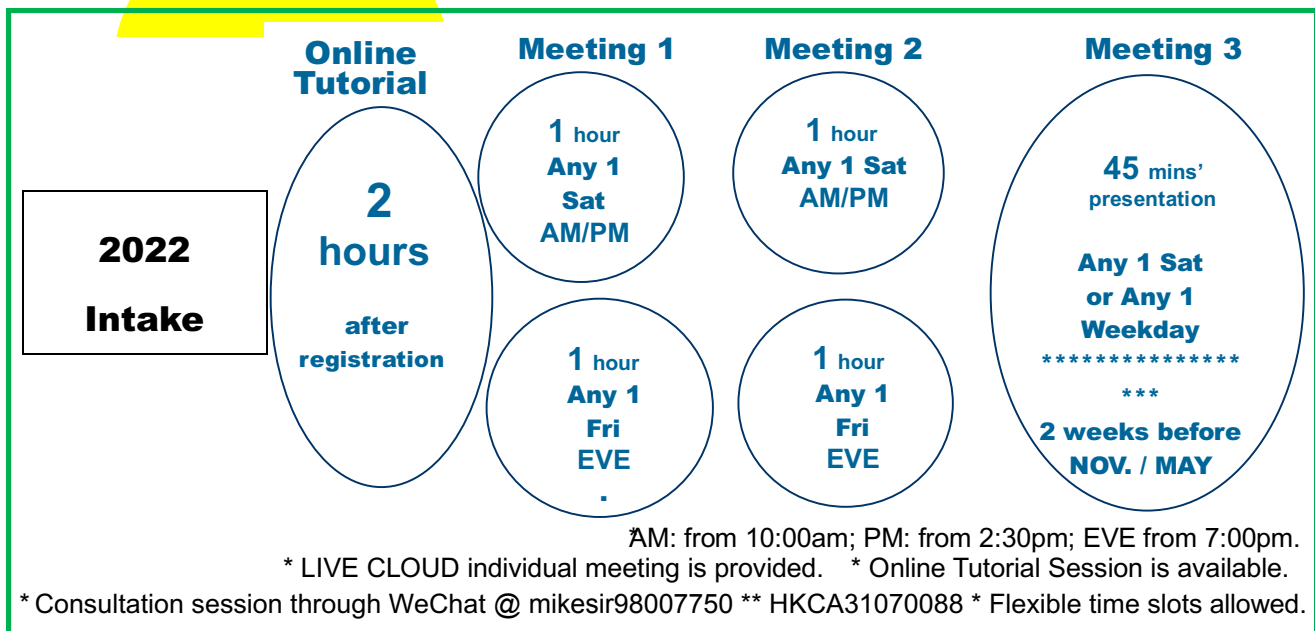 Online
Tutorial
2
hours
after
registration
2022
Intake
Meeting 1
1 hour
Any 1
Sat
AM/PM
1 hour
Any 1
Fri
EVE
.
Meeting 2
1 hour
Any 1 Sat
AM/PM
1 hour
Any 1
Fri
EVE
Meeting 3
45 mins’
presentation
Any 1 Sat
or Any 1
Weekday
***************
***
2 weeks before
NOV. / MAY
*AM: from 10:00am; PM: from 2:30pm; EVE from 7:00pm.
* LIVE CLOUD individual meeting is provided. * Online Tutorial Session is available.
* Consultation session through WeChat @ mikesir98007750 ** HKCA31070088 * Flexible time slots allowed.